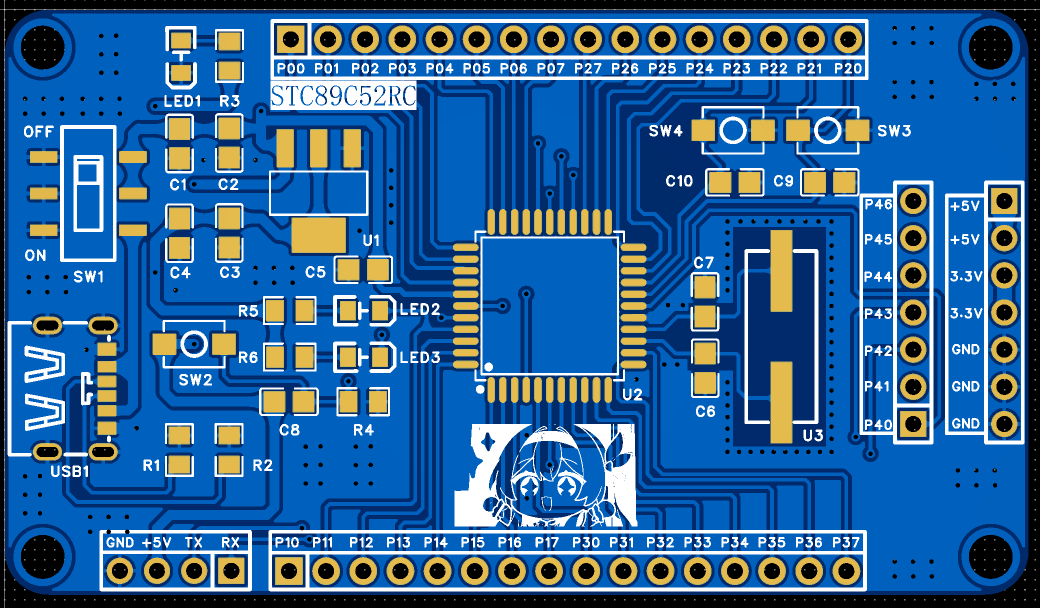 P00 P01 P02 P03 P04 P05 P06 P07 P27 P26 P25 P24 P23 P22 P21 P20
STC89C52RC
LED1 R3
OFF
ON
SW1
C1 C2
C4 C3
U1
C5
SW4 SW3
C10 C9
P46
P45
P44
P43
P42
P41
P40
+5V
+5V
3.3V
3.3V
GND
GND
GND
C7
C6
U3
R5 LED2
R6 LED3
SW2
C8 R4
U2
USB1
R1 R2
GND +5V TX RX
P10 P11 P12 P13 P14 P15 P16 P17 P30 P31 P32 P33 P34 P35 P36 P37